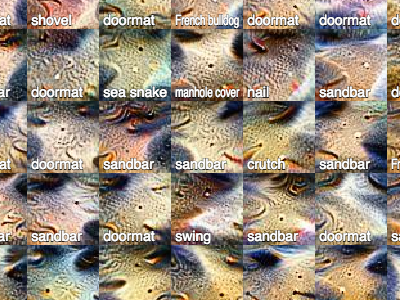 shovel doormat French bulldog doormat doormat
doormat sea snake manhole cover nail sandbar
doormat sandbar sandbar crutch sandbar
sandbar doormat swing sandbar doormat